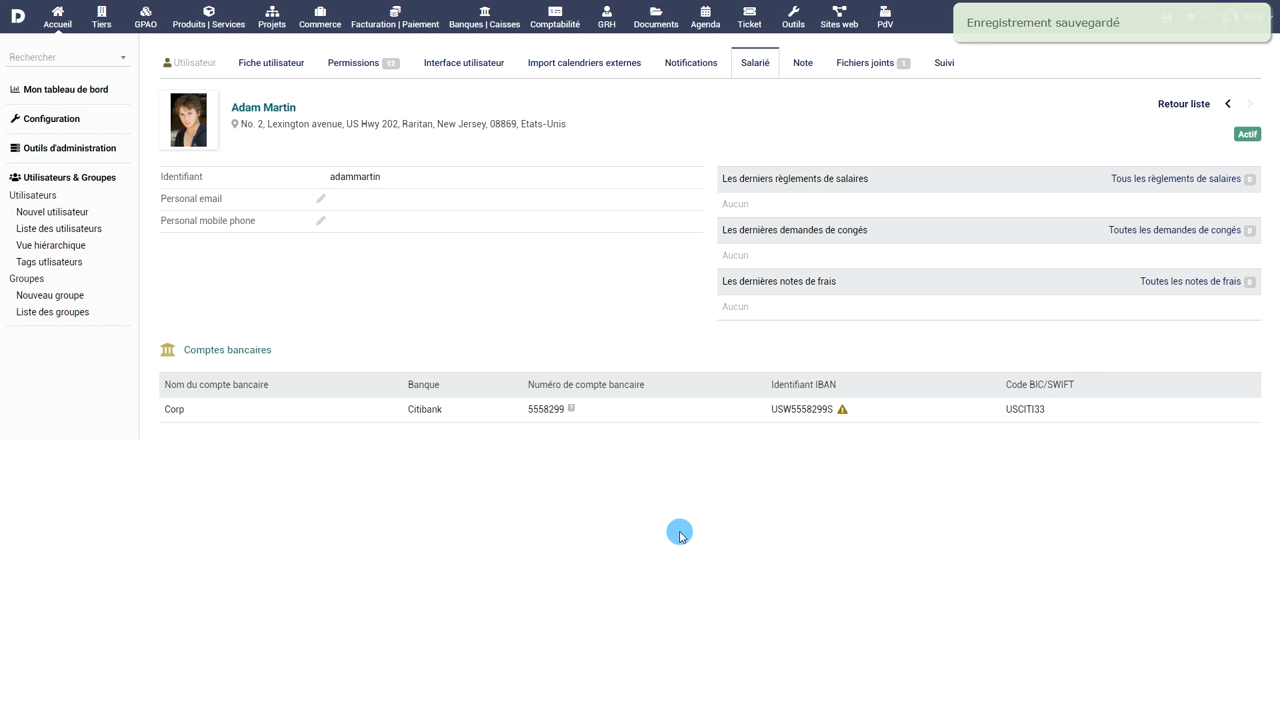 D
Accueil
Tiers
GPAO
Produits | Services
Projets
Commerce
Facturation | Paiement
Banques | Caisses
Comptabilité
GRH
Documents
Agenda
Ticket
Outils
Sites web
PdV
Enregistrement sauvegardé
Rechercher
Mon tableau de bord
Configuration
Outils d'administration
Utilisateurs & Groupes
Utilisateurs
Nouvel utilisateur
Liste des utilisateurs
Vue hiérarchique
Tags utlisateurs
Groupes
Nouveau groupe
Liste des groupes
Utilisateur
Fiche utilisateur
Permissions 12
Interface utilisateur
Import calendriers externes
Notifications
Salarié
Note
Fichiers joints 1
Suivi
Adam Martin
No. 2, Lexington avenue, US Hwy 202, Raritan, New Jersey, 08869, Etats-Unis
Retour liste
Actif
Identifiant adammartin
Personal email
Personal mobile phone
Les derniers règlements de salaires Tous les règlements de salaires 0
Aucun
Les dernières demandes de congés Toutes les demandes de congés 0
Aucun
Les dernières notes de frais Toutes les notes de frais 0
Aucun
Comptes bancaires
Nom du compte bancaire Banque Numéro de compte bancaire Identifiant IBAN Code BIC/SWIFT
Corp Citibank 5558299 USW5558299S USCITI33